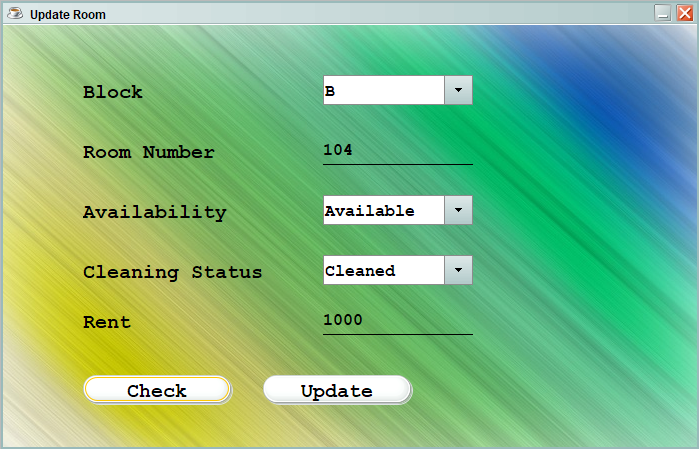 Update Room
Block B
Room Number 104
Availability Available
Cleaning Status Cleaned
Rent 1000
Check Update